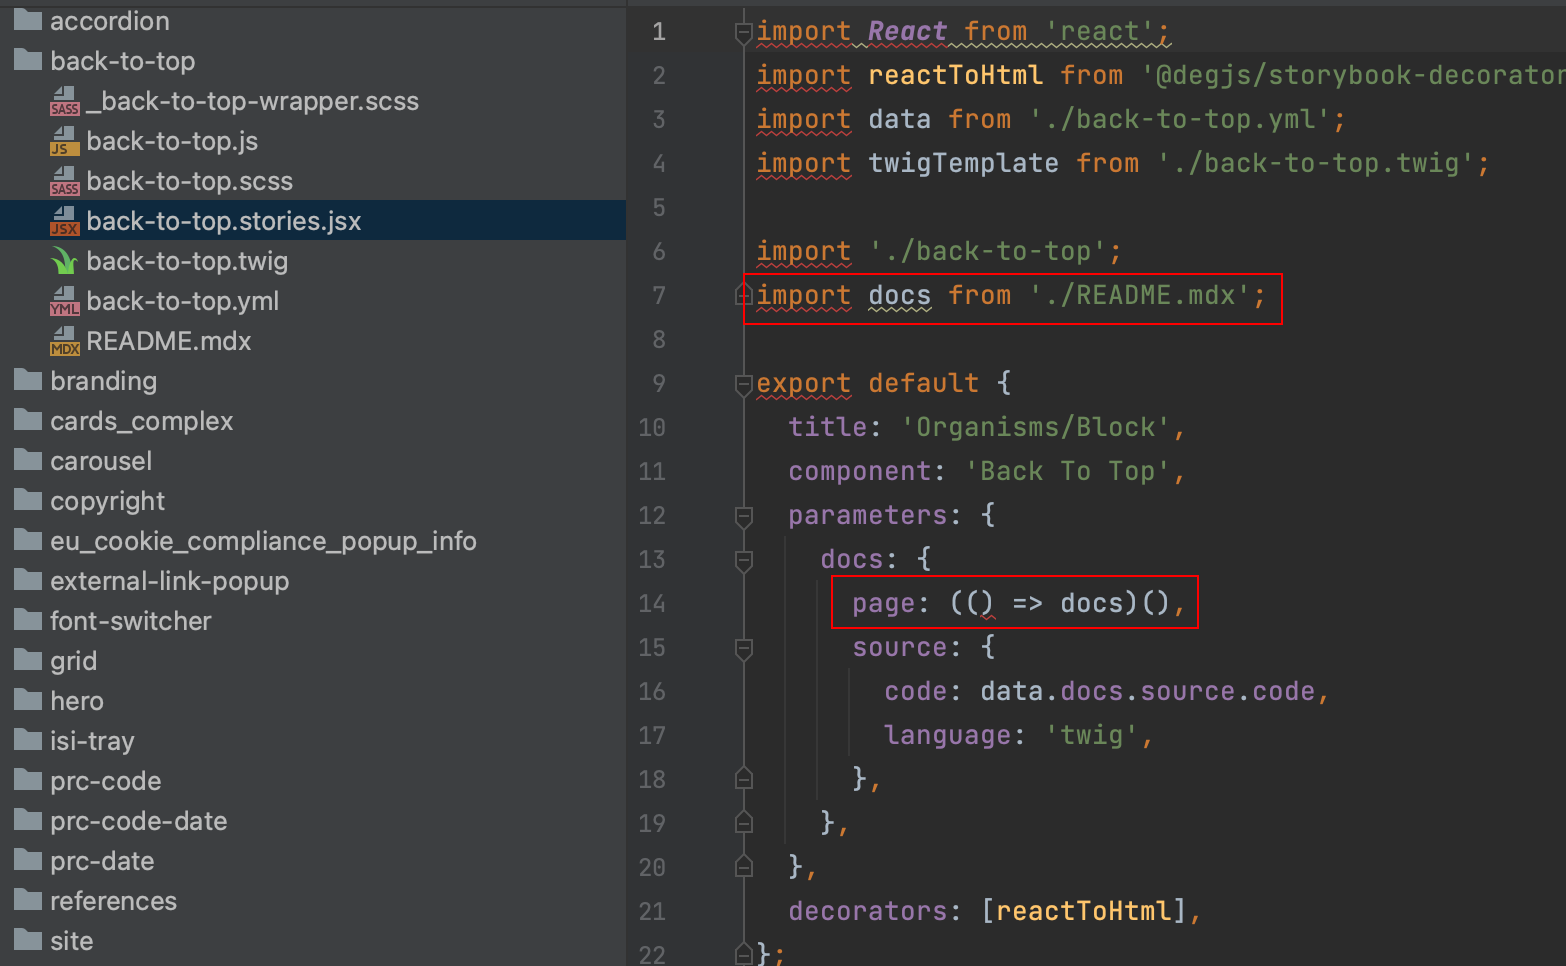 accordion
back-to-top
SASS _back-to-top-wrapper.scss
JS back-to-top.js
SASS back-to-top.scss
JSX back-to-top.stories.jsx
back-to-top.twig
YML back-to-top.yml
MDX README.mdx
branding
cards_complex
carousel
copyright
eu_cookie_compliance_popup_info
external-link-popup
font-switcher
grid
hero
isi-tray
prc-code
prc-code-date
prc-date
references
site
1 import React from 'react';
2 import reactToHtml from '@degjs/storybook-decorator
3 import data from './back-to-top.yml';
4 import twigTemplate from './back-to-top.twig';
5
6 import './back-to-top';
7 import docs from './README.mdx';
8
9 export default {
10 title: 'Organisms/Block',
11 component: 'Back To Top',
12 parameters: {
13 docs: {
14 page: (() => docs)(),
15 source: {
16 code: data.docs.source.code,
17 language: 'twig',
18 },
19 },
20 },
21 decorators: [reactToHtml],
22 };